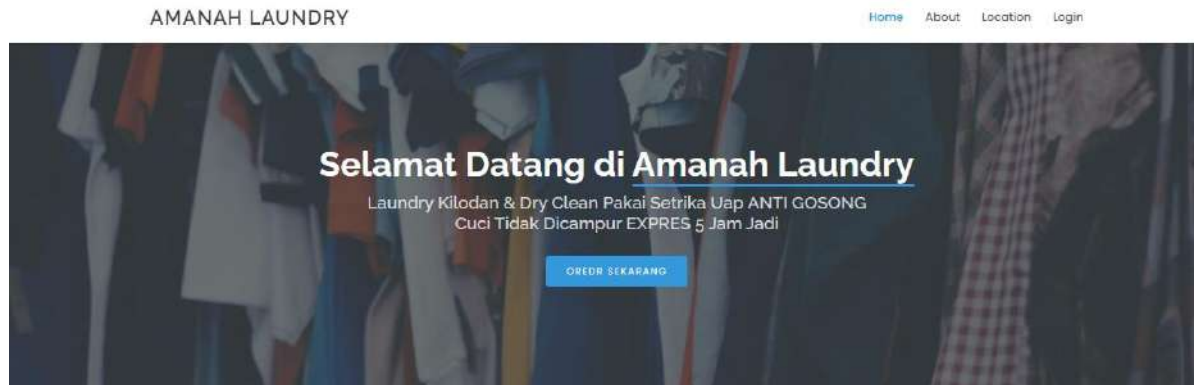 AMANAH LAUNDRY
Home About Location Login
Selamat Datang di Amanah Laundry
Laundry Kilodan & Dry Clean Pakai Setrika Uap ANTI GOSONG
Cuci Tidak Dicampur EXPRES 5 Jam Jadi
OREDR SEKARANG